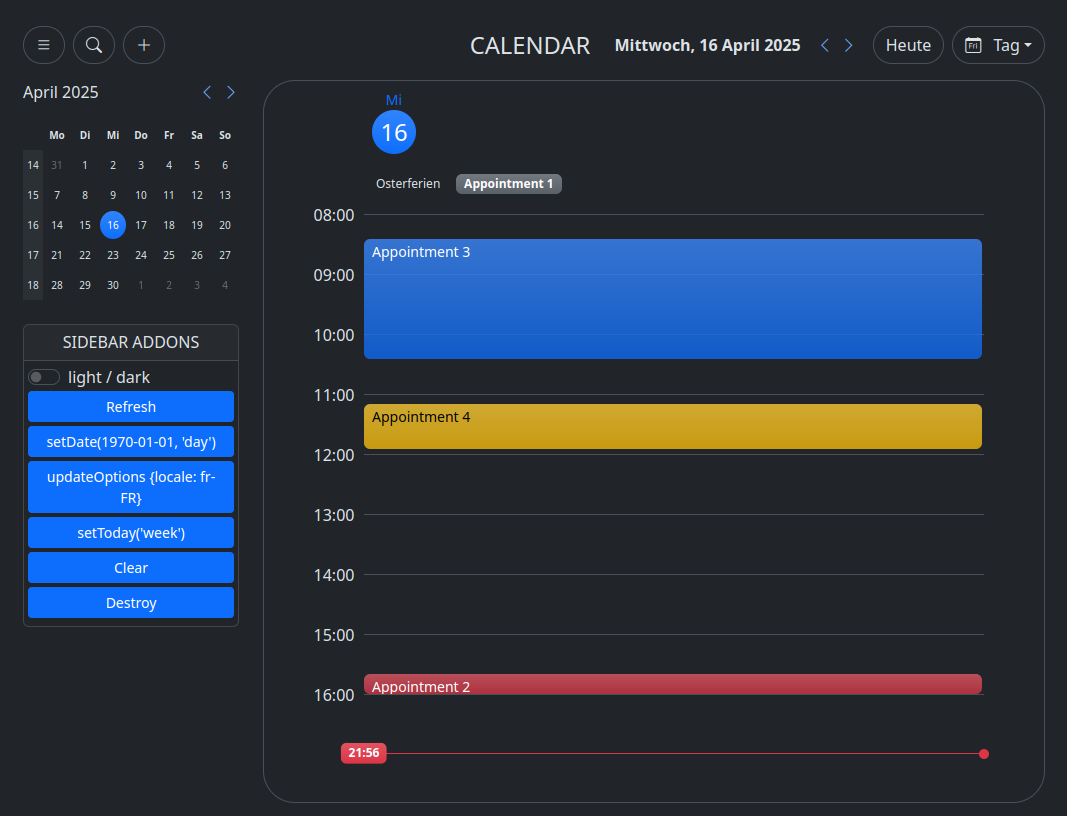 CALENDAR Mittwoch, 16 April 2025 Heute Fri Tag
April 2025
Mo Di Mi Do Fr Sa So
14 31 1 2 3 4 5 6
15 7 8 9 10 11 12 13
16 14 15 16 17 18 19 20
17 21 22 23 24 25 26 27
18 28 29 30 1 2 3 4
SIDEBAR ADDONS
light / dark
Refresh
setDate(1970-01-01, 'day')
updateOptions {locale: fr-
FR}
setToday('week')
Clear
Destroy
Mi
16
Osterferien Appointment 1
08:00
Appointment 3
09:00
10:00
11:00
Appointment 4
12:00
13:00
14:00
15:00
Appointment 2
16:00
21:56